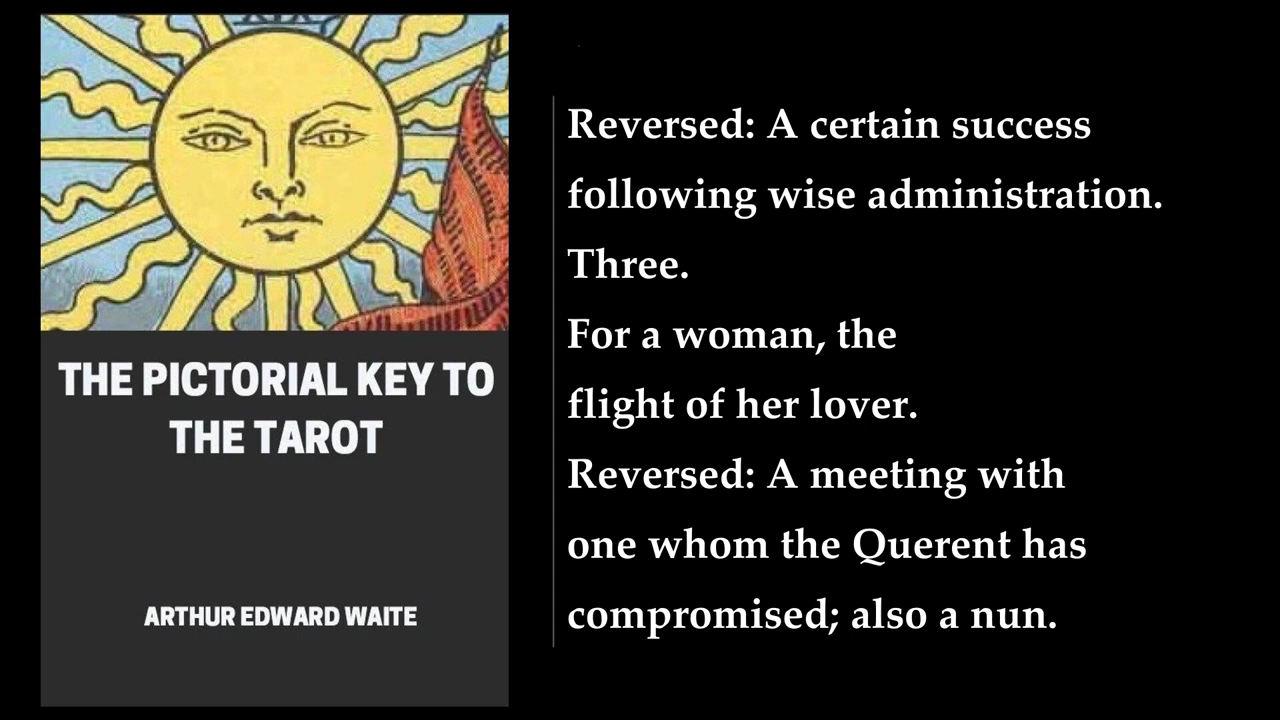 XIX
THE PICTORIAL KEY TO
THE TAROT
ARTHUR EDWARD WAITE
Reversed: A certain success
following wise administration.
Three.
For a woman, the
flight of her lover.
Reversed: A meeting with
one whom the Querent has
compromised; also a nun.